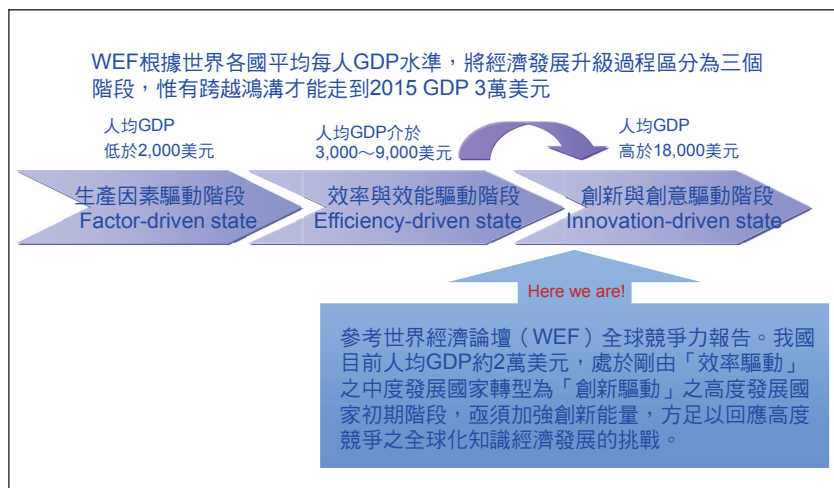 WEF根據世界各國平均每人GDP水準，將經濟發展升級過程區分為三個
階段，惟有跨越鴻溝才能走到2015 GDP 3萬美元
人均GDP
低於2,000美元
人均GDP介於
3,000～9,000美元
人均GDP
高於18,000美元
生產因素驅動階段
Factor-driven state
效率與效能驅動階段
Efficiency-driven state
創新與創意驅動階段
Innovation-driven state
Here we are!
參考世界經濟論壇（WEF）全球競爭力報告。我國
目前人均GDP約2萬美元，處於剛由「效率驅動」
之中度發展國家轉型為「創新驅動」之高度發展國
家初期階段，亟須加強創新能量，方足以回應高度
競爭之全球化知識經濟發展的挑戰。